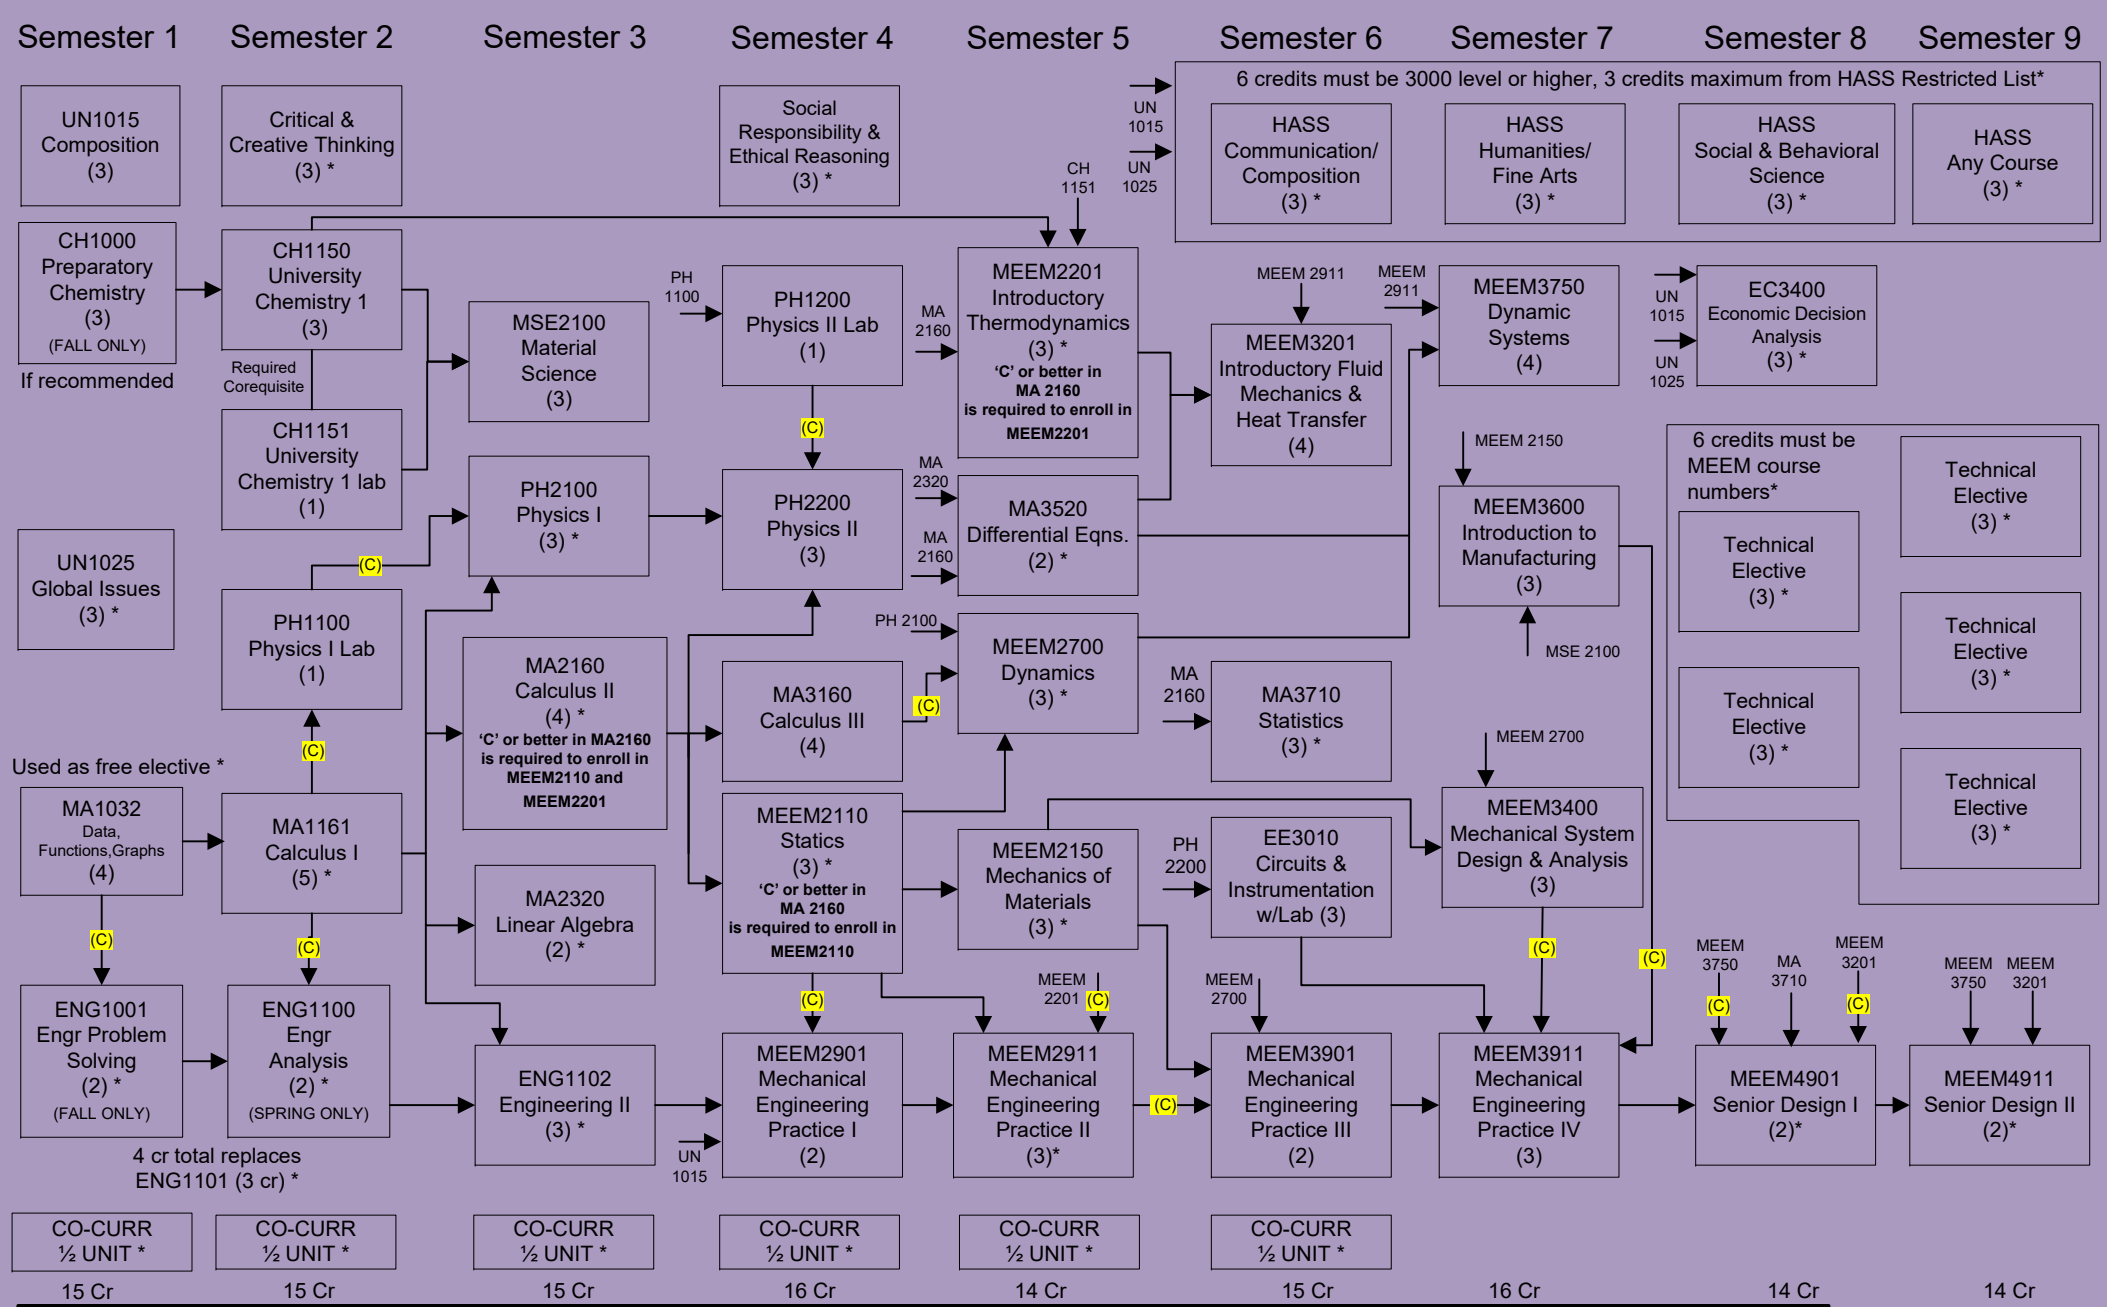 Semester 1
Semester 2
Semester 3
Semester 4
Semester 5
Semester 6
Semester 7
Semester 8
Semester 9
UN1015
Composition
(3)
CH1000
Preparatory
Chemistry
(3)
(FALL ONLY)
If recommended
UN1025
Global Issues
(3) *
Used as free elective *
MA1032
Data,
Functions,Graphs
(4)
(C)
ENG1001
Engr Problem
Solving
(2) *
(FALL ONLY)
4 cr total replaces
ENG1101 (3 cr) *
CO-CURR
½ UNIT *
15 Cr
Critical &
Creative Thinking
(3) *
CH1150
University
Chemistry 1
(3)
Required
Corequisite
CH1151
University
Chemistry 1 lab
(1)
(C)
PH1100
Physics I Lab
(1)
(C)
MA1161
Calculus I
(5) *
(C)
ENG1100
Engr
Analysis
(2) *
(SPRING ONLY)
CO-CURR
½ UNIT *
15 Cr
MSE2100
Material
Science
(3)
PH2100
Physics I
(3) *
MA2160
Calculus II
(4) *
‘C’ or better in MA2160
is required to enroll in
MEEM2110 and
MEEM2201
MA2320
Linear Algebra
(2) *
ENG1102
Engineering II
(3) *
CO-CURR
½ UNIT *
15 Cr
Social
Responsibility &
Ethical Reasoning
(3) *
PH
1100
PH1200
Physics II Lab
(1)
(C)
PH2200
Physics II
(3)
MA3160
Calculus III
(4)
(C)
MEEM2110
Statics
(3) *
‘C’ or better in
MA 2160
is required to enroll in
MEEM2110
(C)
MEEM2901
Mechanical
Engineering
Practice I
(2)
UN
1015
CO-CURR
½ UNIT *
16 Cr
CH
1151
MA
2160
MEEM2201
Introductory
Thermodynamics
(3) *
‘C’ or better in
MA 2160
is required to enroll in
MEEM2201
MA
2320
MA
2160
MA3520
Differential Eqns.
(2) *
PH 2100
MEEM2700
Dynamics
(3) *
MEEM2150
Mechanics of
Materials
(3) *
MEEM
2201
(C)
MEEM2911
Mechanical
Engineering
Practice II
(3)*
(C)
CO-CURR
½ UNIT *
14 Cr
UN
1015
UN
1025
6 credits must be 3000 level or higher, 3 credits maximum from HASS Restricted List*
HASS
Communication/
Composition
(3) *
HASS
Humanities/
Fine Arts
(3) *
HASS
Social & Behavioral
Science
(3) *
HASS
Any Course
(3) *
MEEM 2911
MEEM3201
Introductory Fluid
Mechanics &
Heat Transfer
(4)
MA
2160
MA3710
Statistics
(3) *
PH
2200
EE3010
Circuits &
Instrumentation
w/Lab (3)
MEEM
2700
MEEM3901
Mechanical
Engineering
Practice III
(2)
CO-CURR
½ UNIT *
15 Cr
MEEM
2911
MEEM3750
Dynamic
Systems
(4)
MEEM 2150
MEEM3600
Introduction to
Manufacturing
(3)
MSE 2100
MEEM 2700
MEEM3400
Mechanical System
Design & Analysis
(3)
(C)
(C)
MEEM3911
Mechanical
Engineering
Practice IV
(3)
16 Cr
UN
1015
UN
1025
EC3400
Economic Decision
Analysis
(3) *
6 credits must be
MEEM course
numbers*
Technical
Elective
(3) *
Technical
Elective
(3) *
Technical
Elective
(3) *
Technical
Elective
(3) *
Technical
Elective
(3) *
MEEM
3750
(C)
MA
3710
MEEM
3201
(C)
MEEM4901
Senior Design I
(2)*
14 Cr
MEEM
3750
MEEM
3201
MEEM4911
Senior Design II
(2)*
14 Cr